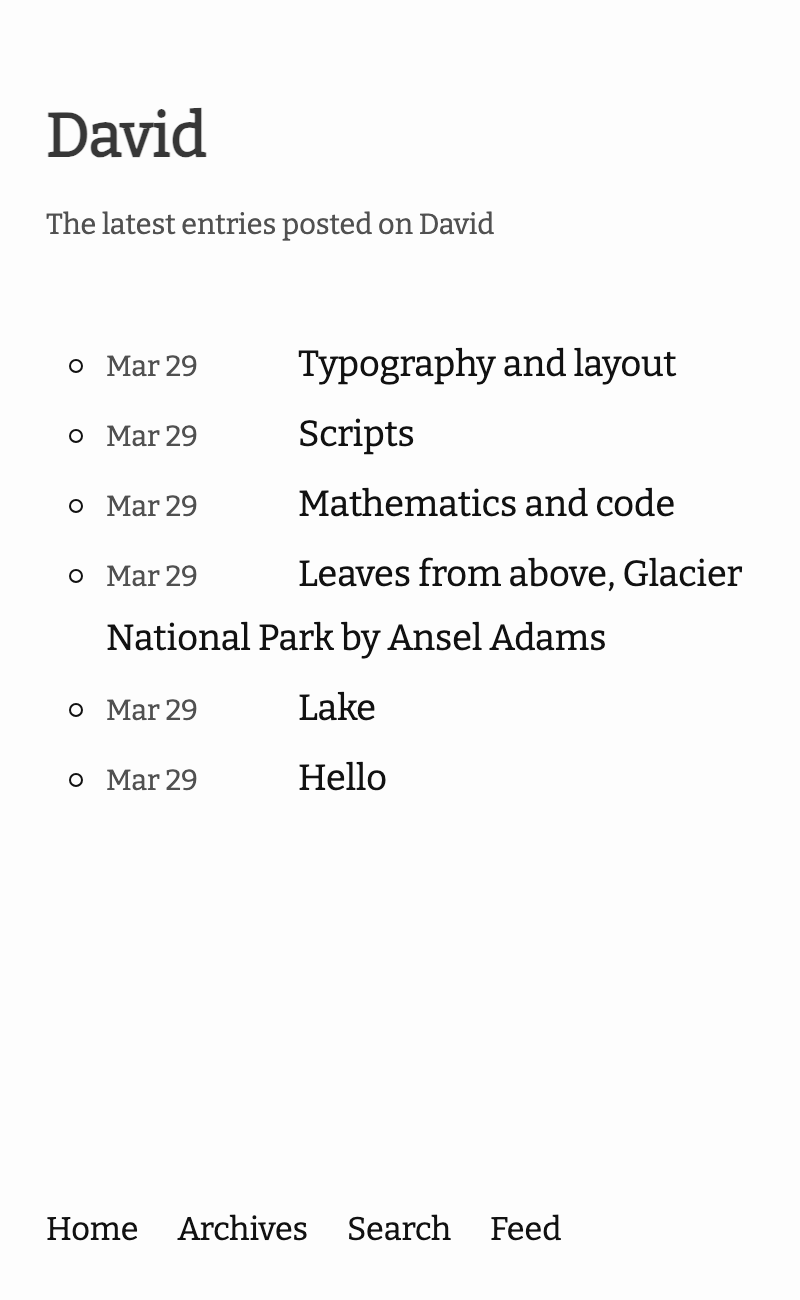 David
The latest entries posted on David
Mar 29 Typography and layout
Mar 29 Scripts
Mar 29 Mathematics and code
Mar 29 Leaves from above, Glacier
National Park by Ansel Adams
Mar 29 Lake
Mar 29 Hello
Home Archives Search Feed